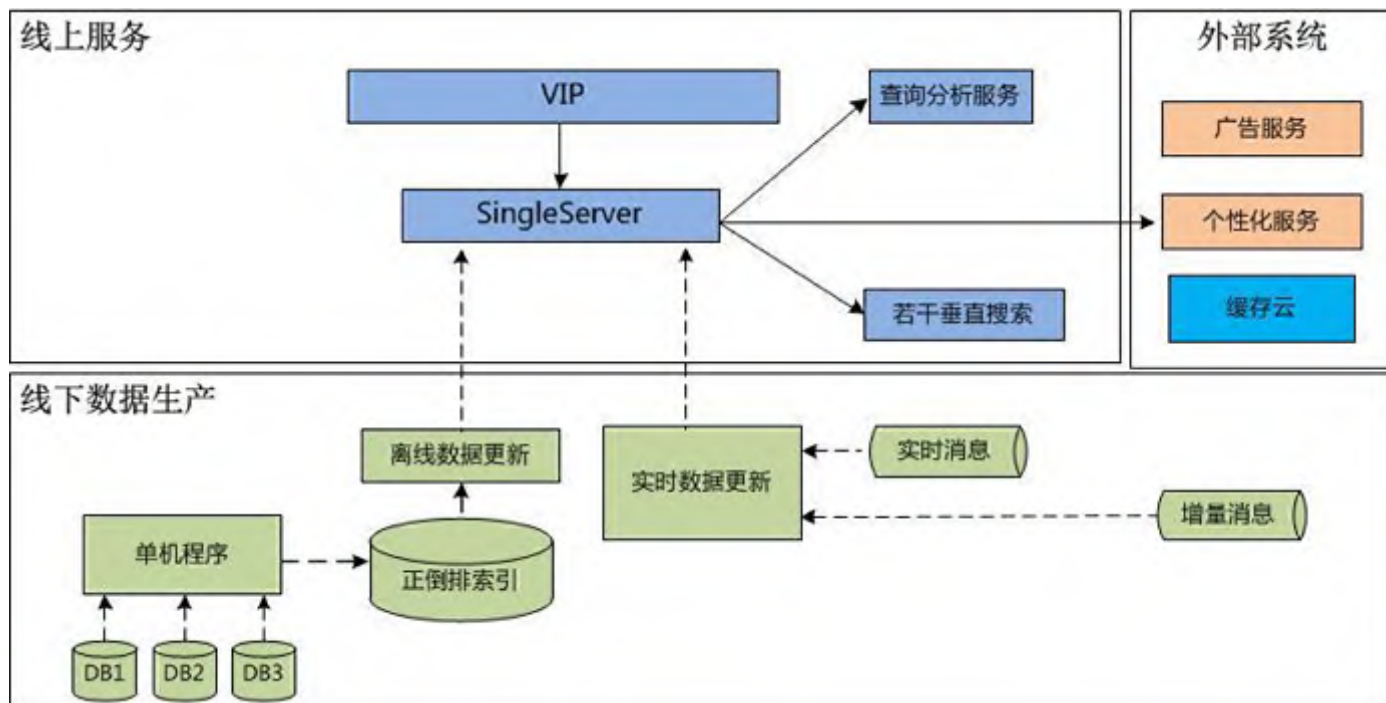 线上服务
外部系统
VIP
查询分析服务
广告服务
SingleServer
个性化服务
若干垂直搜索
缓存云
线下数据生产
离线数据更新
实时数据更新
实时消息
增量消息
单机程序
正倒排索引
DB1
DB2
DB3